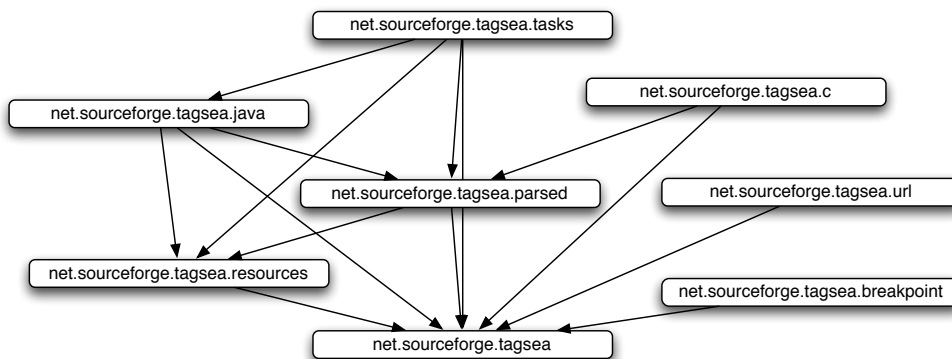 net.sourceforge.tagsea.tasks
net.sourceforge.tagsea.c
net.sourceforge.tagsea.java
net.sourceforge.tagsea.parsed
net.sourceforge.tagsea.url
net.sourceforge.tagsea.resources
net.sourceforge.tagsea.breakpoint
net.sourceforge.tagsea